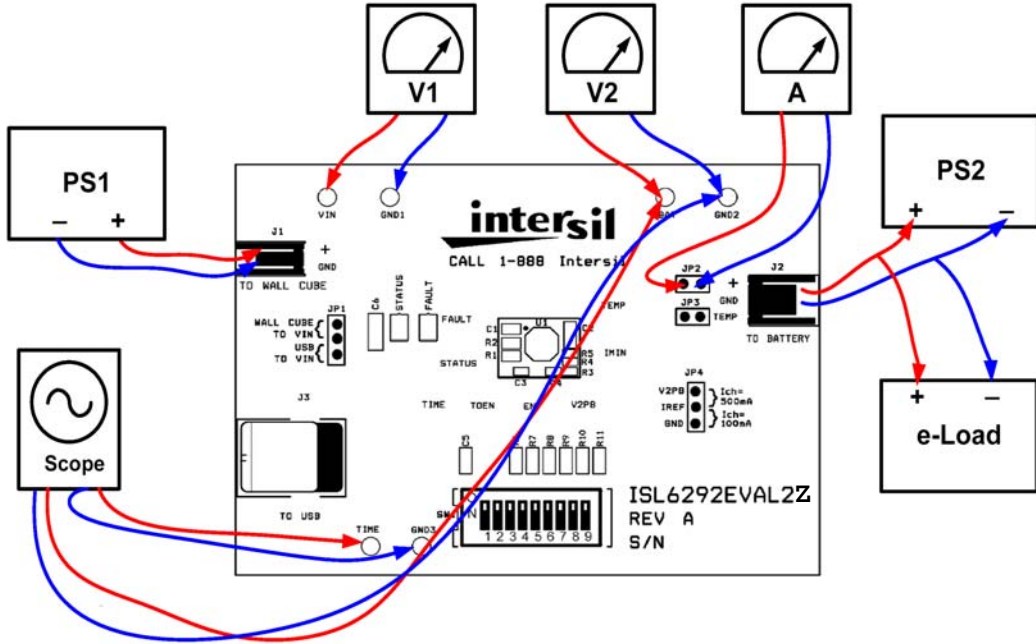 V1
V2
A
PS1
– +
PS2
+ –
VIN
GND1
GND2
intersil
CALL 1-888 Intersil
J1
+
GND
TO WALL CUBE
JP1
WALL CUBE
TO VIN
USB
TO VIN
C6
STATUS
FAULT
FAULT
JP2
JP3
TEMP
TEMP
+
GND
J2
TO BATTERY
U1
C1
R2
R1
C2
R5
R4
R3
C3
IMIN
STATUS
TIME
TOEN
V2PB
JP4
V2PB
IREF
GND
Ich=
500mA
Ich=
100mA
+ –
e-Load
Scope
J3
TO USB
C5
R7
R8
R9
R10
R11
1 2 3 4 5 6 7 8 9
TIME
GND3
ISL6292EVAL2Z
REV A
S/N